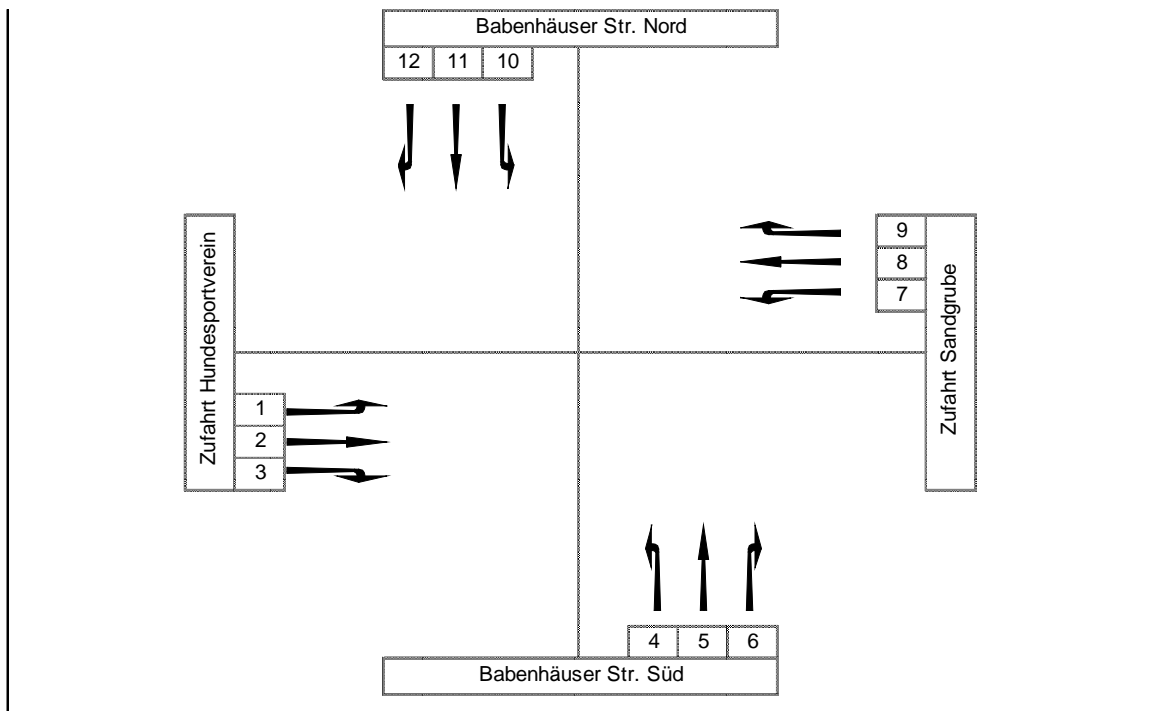 Babenhäuser Str. Nord
12 11 10
Zufahrt Hundesportverein
9
8
7
Zufahrt Sandgrube
1
2
3
4 5 6
Babenhäuser Str. Süd